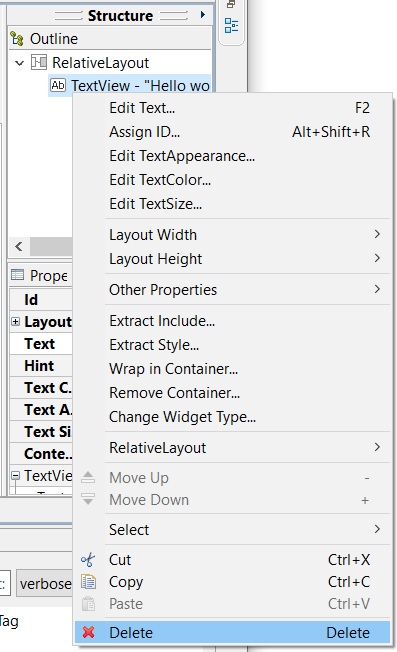 Structure
Outline
RelativeLayout
Ab TextView - "Hello wo
Edit Text... F2
Assign ID... Alt+Shift+R
Edit TextAppearance...
Edit TextColor...
Edit TextSize...
Layout Width
Layout Height
Prope
Other Properties
Id
Extract Include...
Layout
Extract Style...
Text
Hint
Wrap in Container...
Text C.
Remove Container...
Text A.
Change Widget Type...
Text Si
Conte...
RelativeLayout
TextVie
Move Up -
Move Down +
Select
Cut Ctrl+X
Copy Ctrl+C
verbose
Paste Ctrl+V
Tag
Delete Delete